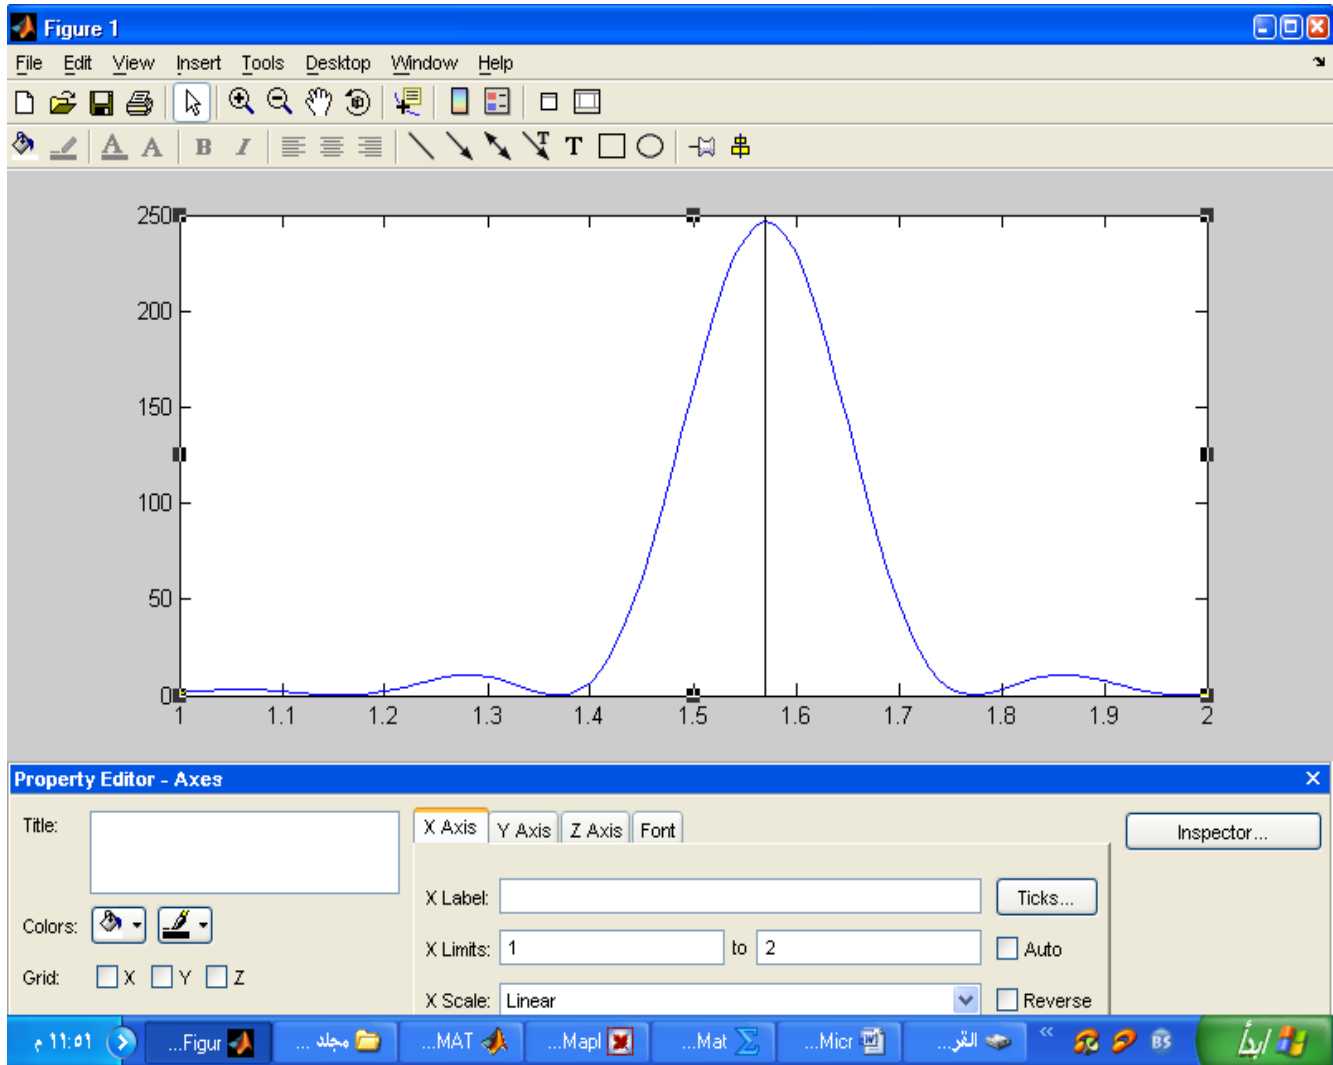 Figure 1
File Edit View Insert Tools Desktop Window Help
T T
A A B I
250
200
150
100
50
0
1 1.1 1.2 1.3 1.4 1.5 1.6 1.7 1.8 1.9 2
Property Editor - Axes
Title:
X Axis Y Axis Z Axis Font
Inspector...
X Label:
Ticks...
Colors:
X Limits: 1 to 2 Auto
Grid: X Y Z
X Scale: Linear Reverse
١١:٥١ م ...Figur مجلد ... ...MAT ...Mapl ...Mat ...Micr القر... « BS ابدأ